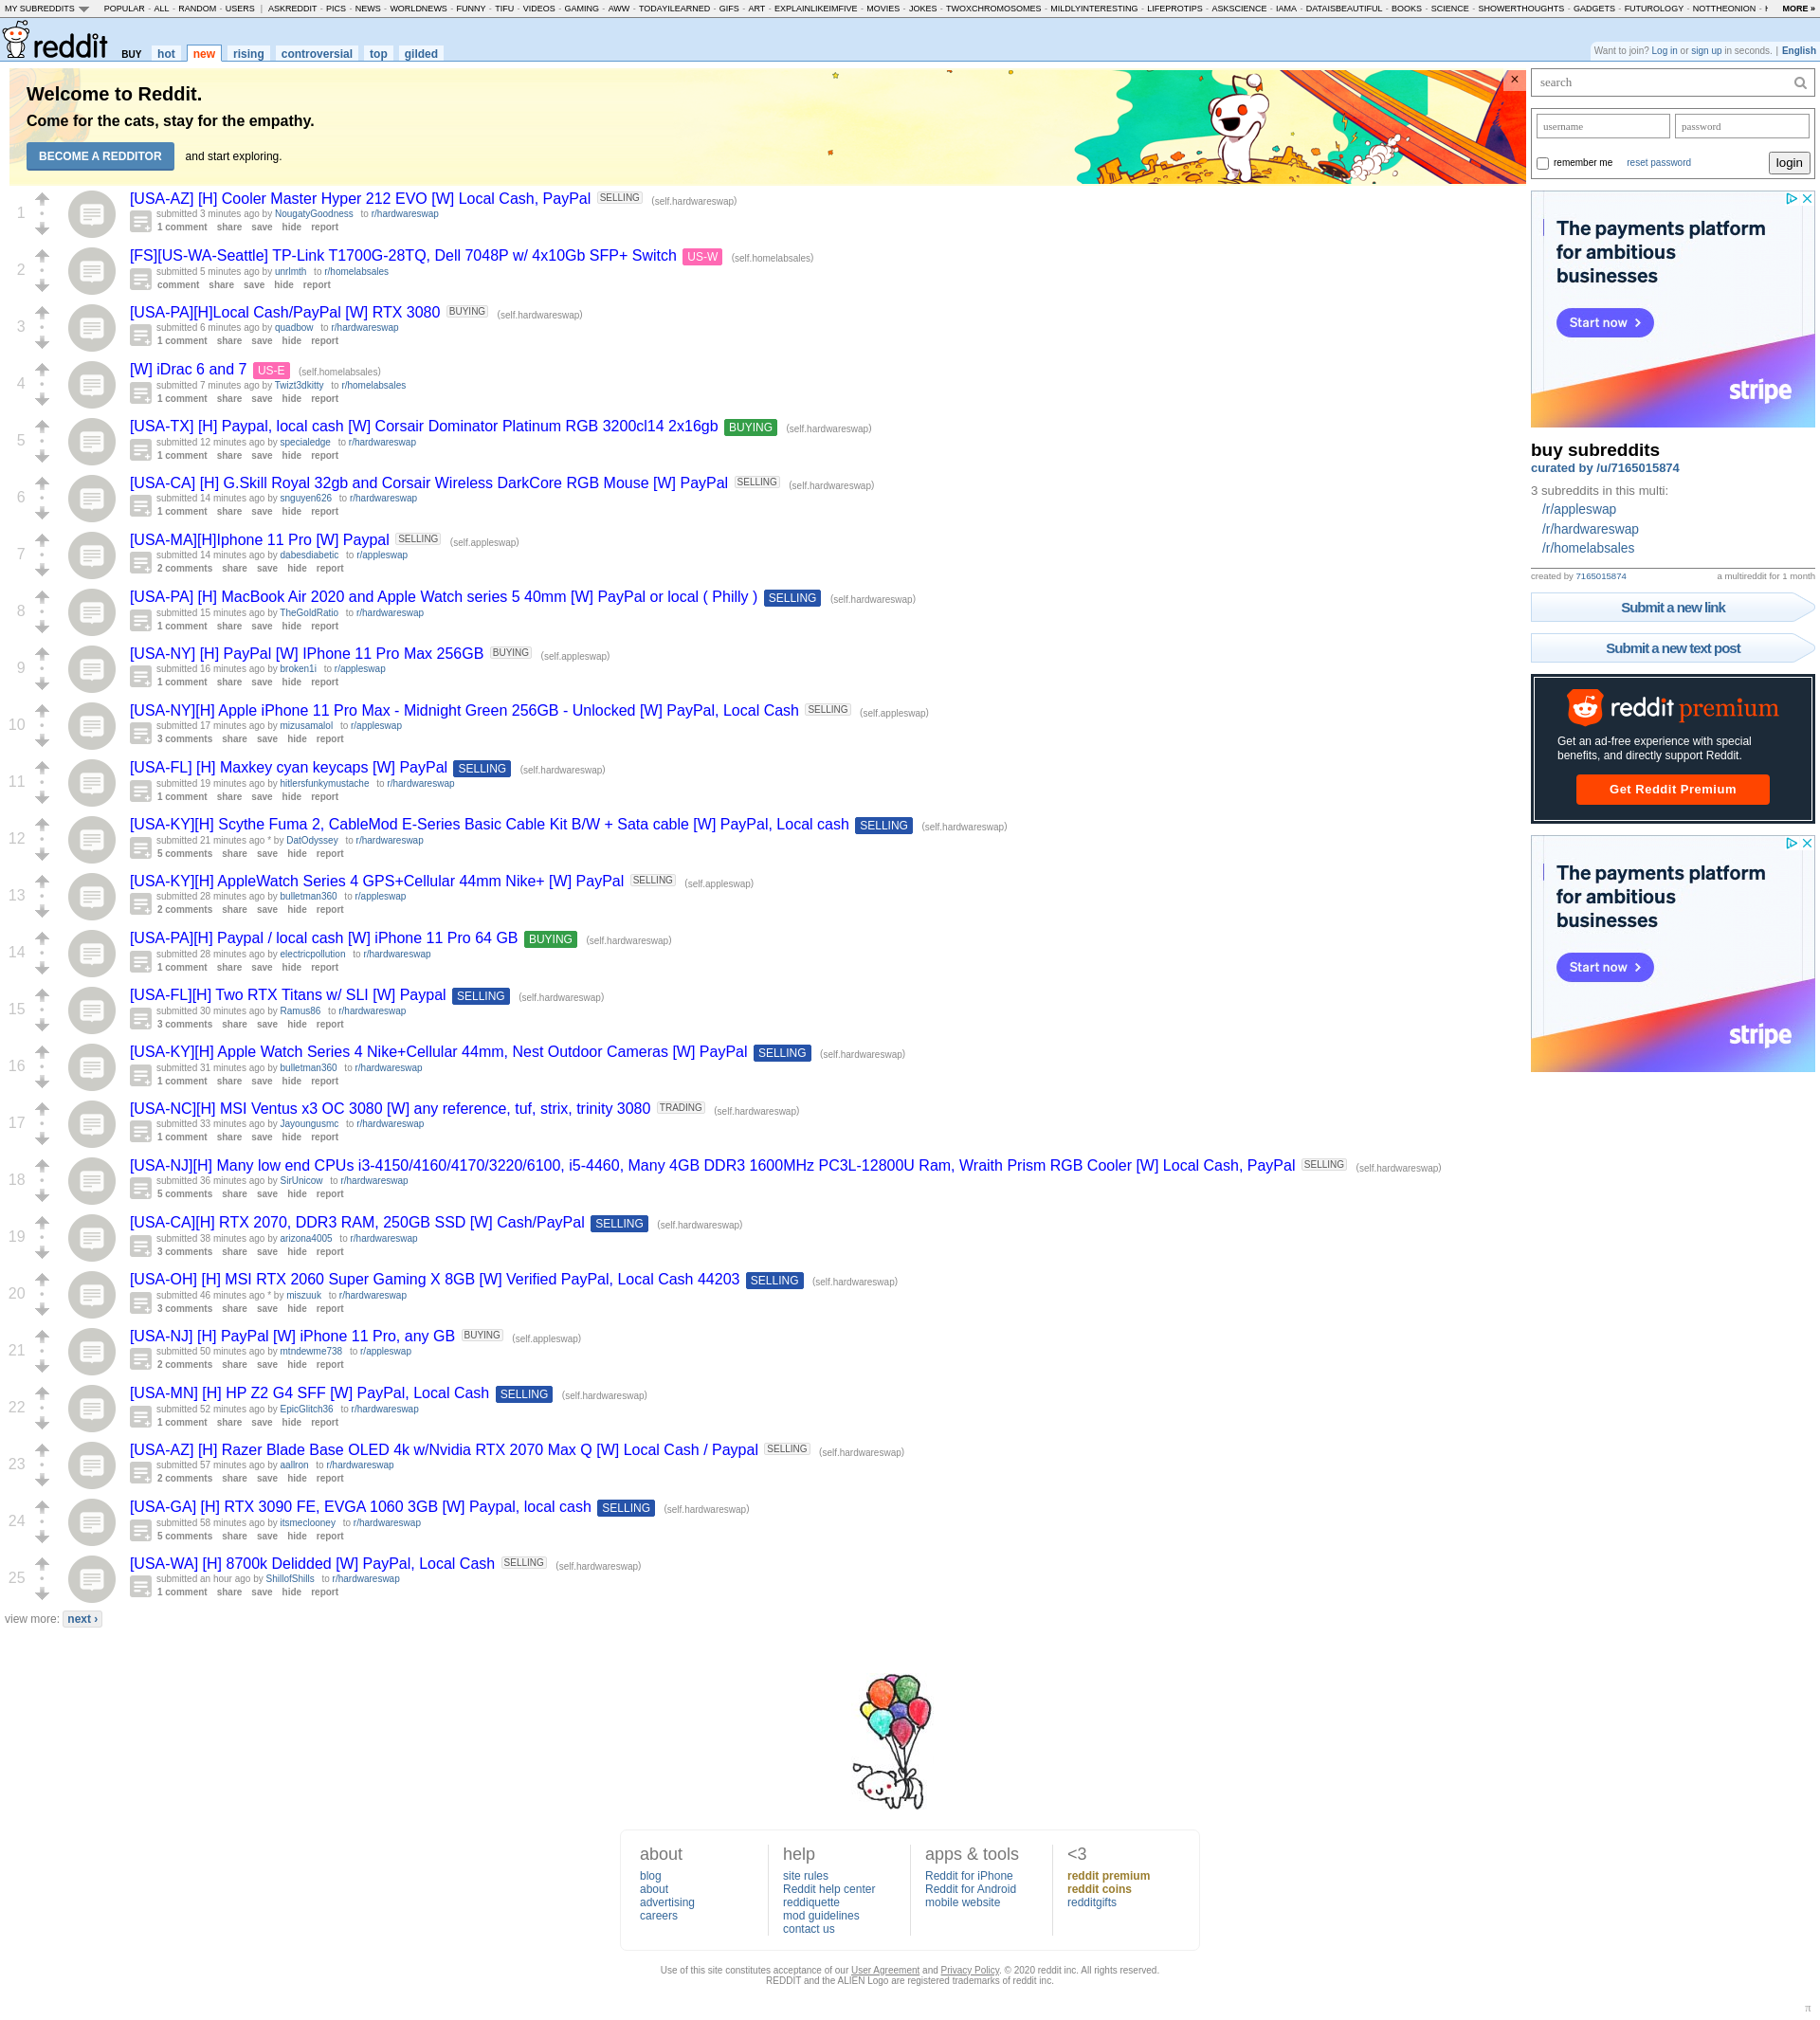 MY SUBREDDITS POPULAR - ALL - RANDOM - USERS | ASKREDDIT - PICS - NEWS - WORLDNEWS - FUNNY - TIFU - VIDEOS - GAMING - AWW - TODAYILEARNED - GIFS - ART - EXPLAINLIKEIMFIVE - MOVIES - JOKES - TWOXCHROMOSOMES - MILDLYINTERESTING - LIFEPROTIPS - ASKSCIENCE - IAMA - DATAISBEAUTIFUL - BOOKS - SCIENCE - SHOWERTHOUGHTS - GADGETS - FUTUROLOGY - NOTTHEONION - MORE »
reddit BUY hot new rising controversial top gilded
Want to join? Log in or sign up in seconds. | English
Welcome to Reddit.
Come for the cats, stay for the empathy.
BECOME A REDDITOR and start exploring.
×
1
[USA-AZ] [H] Cooler Master Hyper 212 EVO [W] Local Cash, PayPal SELLING (self.hardwareswap)
submitted 3 minutes ago by NougatyGoodness to r/hardwareswap
1 comment share save hide report
2
[FS][US-WA-Seattle] TP-Link T1700G-28TQ, Dell 7048P w/ 4x10Gb SFP+ Switch US-W (self.homelabsales)
submitted 5 minutes ago by unrlmth to r/homelabsales
comment share save hide report
3
[USA-PA][H]Local Cash/PayPal [W] RTX 3080 BUYING (self.hardwareswap)
submitted 6 minutes ago by quadbow to r/hardwareswap
1 comment share save hide report
4
[W] iDrac 6 and 7 US-E (self.homelabsales)
submitted 7 minutes ago by Twizt3dkitty to r/homelabsales
1 comment share save hide report
5
[USA-TX] [H] Paypal, local cash [W] Corsair Dominator Platinum RGB 3200cl14 2x16gb BUYING (self.hardwareswap)
submitted 12 minutes ago by specialedge to r/hardwareswap
1 comment share save hide report
6
[USA-CA] [H] G.Skill Royal 32gb and Corsair Wireless DarkCore RGB Mouse [W] PayPal SELLING (self.hardwareswap)
submitted 14 minutes ago by snguyen626 to r/hardwareswap
1 comment share save hide report
7
[USA-MA][H]Iphone 11 Pro [W] Paypal SELLING (self.appleswap)
submitted 14 minutes ago by dabesdiabetic to r/appleswap
2 comments share save hide report
8
[USA-PA] [H] MacBook Air 2020 and Apple Watch series 5 40mm [W] PayPal or local ( Philly ) SELLING (self.hardwareswap)
submitted 15 minutes ago by TheGoldRatio to r/hardwareswap
1 comment share save hide report
9
[USA-NY] [H] PayPal [W] IPhone 11 Pro Max 256GB BUYING (self.appleswap)
submitted 16 minutes ago by broken1i to r/appleswap
1 comment share save hide report
10
[USA-NY][H] Apple iPhone 11 Pro Max - Midnight Green 256GB - Unlocked [W] PayPal, Local Cash SELLING (self.appleswap)
submitted 17 minutes ago by mizusamalol to r/appleswap
3 comments share save hide report
11
[USA-FL] [H] Maxkey cyan keycaps [W] PayPal SELLING (self.hardwareswap)
submitted 19 minutes ago by hitlersfunkymustache to r/hardwareswap
1 comment share save hide report
12
[USA-KY][H] Scythe Fuma 2, CableMod E-Series Basic Cable Kit B/W + Sata cable [W] PayPal, Local cash SELLING (self.hardwareswap)
submitted 21 minutes ago * by DatOdyssey to r/hardwareswap
5 comments share save hide report
13
[USA-KY][H] AppleWatch Series 4 GPS+Cellular 44mm Nike+ [W] PayPal SELLING (self.appleswap)
submitted 28 minutes ago by bulletman360 to r/appleswap
2 comments share save hide report
14
[USA-PA][H] Paypal / local cash [W] iPhone 11 Pro 64 GB BUYING (self.hardwareswap)
submitted 28 minutes ago by electricpollution to r/hardwareswap
1 comment share save hide report
15
[USA-FL][H] Two RTX Titans w/ SLI [W] Paypal SELLING (self.hardwareswap)
submitted 30 minutes ago by Ramus86 to r/hardwareswap
3 comments share save hide report
16
[USA-KY][H] Apple Watch Series 4 Nike+Cellular 44mm, Nest Outdoor Cameras [W] PayPal SELLING (self.hardwareswap)
submitted 31 minutes ago by bulletman360 to r/hardwareswap
1 comment share save hide report
17
[USA-NC][H] MSI Ventus x3 OC 3080 [W] any reference, tuf, strix, trinity 3080 TRADING (self.hardwareswap)
submitted 33 minutes ago by Jayoungusmc to r/hardwareswap
1 comment share save hide report
18
[USA-NJ][H] Many low end CPUs i3-4150/4160/4170/3220/6100, i5-4460, Many 4GB DDR3 1600MHz PC3L-12800U Ram, Wraith Prism RGB Cooler [W] Local Cash, PayPal SELLING (self.hardwareswap)
submitted 36 minutes ago by SirUnicow to r/hardwareswap
5 comments share save hide report
19
[USA-CA][H] RTX 2070, DDR3 RAM, 250GB SSD [W] Cash/PayPal SELLING (self.hardwareswap)
submitted 38 minutes ago by arizona4005 to r/hardwareswap
3 comments share save hide report
20
[USA-OH] [H] MSI RTX 2060 Super Gaming X 8GB [W] Verified PayPal, Local Cash 44203 SELLING (self.hardwareswap)
submitted 46 minutes ago * by miszuuk to r/hardwareswap
3 comments share save hide report
21
[USA-NJ] [H] PayPal [W] iPhone 11 Pro, any GB BUYING (self.appleswap)
submitted 50 minutes ago by mtndewme738 to r/appleswap
2 comments share save hide report
22
[USA-MN] [H] HP Z2 G4 SFF [W] PayPal, Local Cash SELLING (self.hardwareswap)
submitted 52 minutes ago by EpicGlitch36 to r/hardwareswap
1 comment share save hide report
23
[USA-AZ] [H] Razer Blade Base OLED 4k w/Nvidia RTX 2070 Max Q [W] Local Cash / Paypal SELLING (self.hardwareswap)
submitted 57 minutes ago by aallron to r/hardwareswap
2 comments share save hide report
24
[USA-GA] [H] RTX 3090 FE, EVGA 1060 3GB [W] Paypal, local cash SELLING (self.hardwareswap)
submitted 58 minutes ago by itsmeclooney to r/hardwareswap
5 comments share save hide report
25
[USA-WA] [H] 8700k Delidded [W] PayPal, Local Cash SELLING (self.hardwareswap)
submitted an hour ago by ShillofShills to r/hardwareswap
1 comment share save hide report
view more: next ›
search
username password
remember me reset password login
The payments platform
for ambitious
businesses
Start now
stripe
buy subreddits
curated by /u/7165015874
3 subreddits in this multi:
/r/appleswap
/r/hardwareswap
/r/homelabsales
created by 7165015874 a multireddit for 1 month
Submit a new link
Submit a new text post
reddit premium
Get an ad-free experience with special
benefits, and directly support Reddit.
Get Reddit Premium
The payments platform
for ambitious
businesses
Start now
stripe
about
blog
about
advertising
careers
help
site rules
Reddit help center
reddiquette
mod guidelines
contact us
apps & tools
Reddit for iPhone
Reddit for Android
mobile website
<3
reddit premium
reddit coins
redditgifts
Use of this site constitutes acceptance of our User Agreement and Privacy Policy. © 2020 reddit inc. All rights reserved.
REDDIT and the ALIEN Logo are registered trademarks of reddit inc.
π